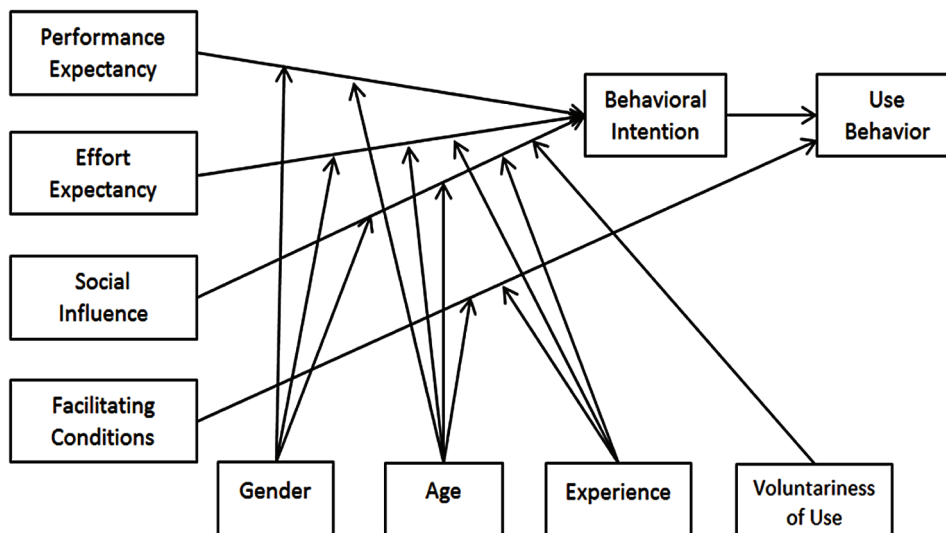 Performance
Expectancy
Effort
Expectancy
Social
Influence
Facilitating
Conditions
Behavioral
Intention
Use
Behavior
Gender
Age
Experience
Voluntariness
of Use